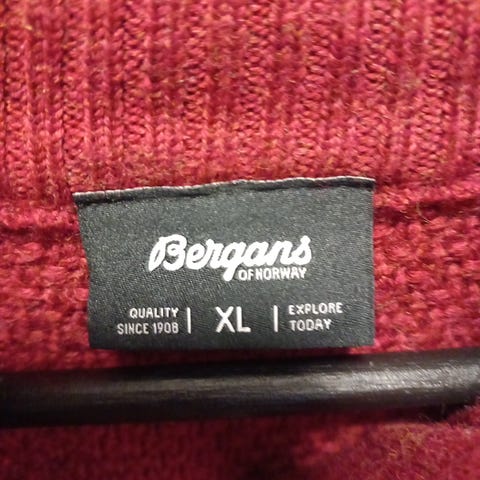 Bergans
OF NORWAY
QUALITY
SINCE 1908
XL
EXPLORE
TODAY